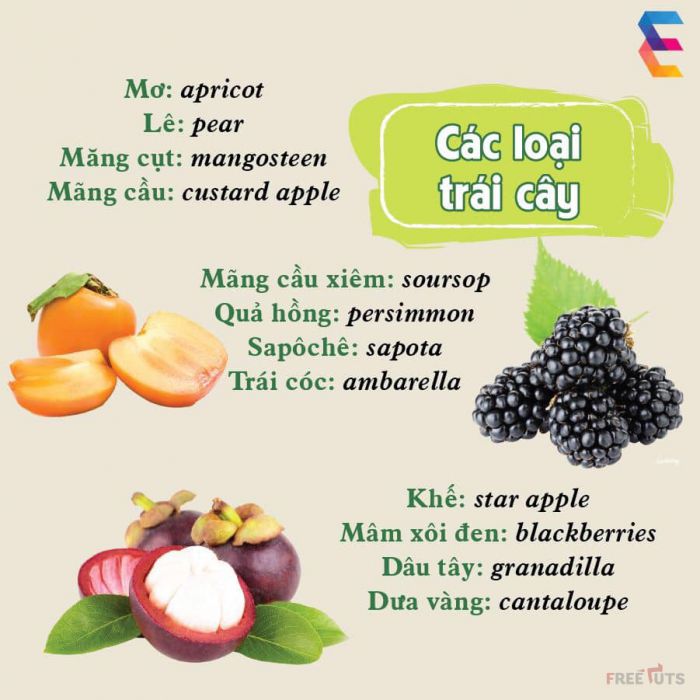 Mơ: apricot
Lê: pear
Măng cụt: mangosteen
Mãng cầu: custard apple
Các loại
trái cây
Mãng cầu xiêm: soursop
Quả hồng: persimmon
Sapôchê: sapota
Trái cóc: ambarella
Khế: star apple
Mâm xôi đen: blackberries
Dâu tây: granadilla
Dưa vàng: cantaloupe
FREETUTS